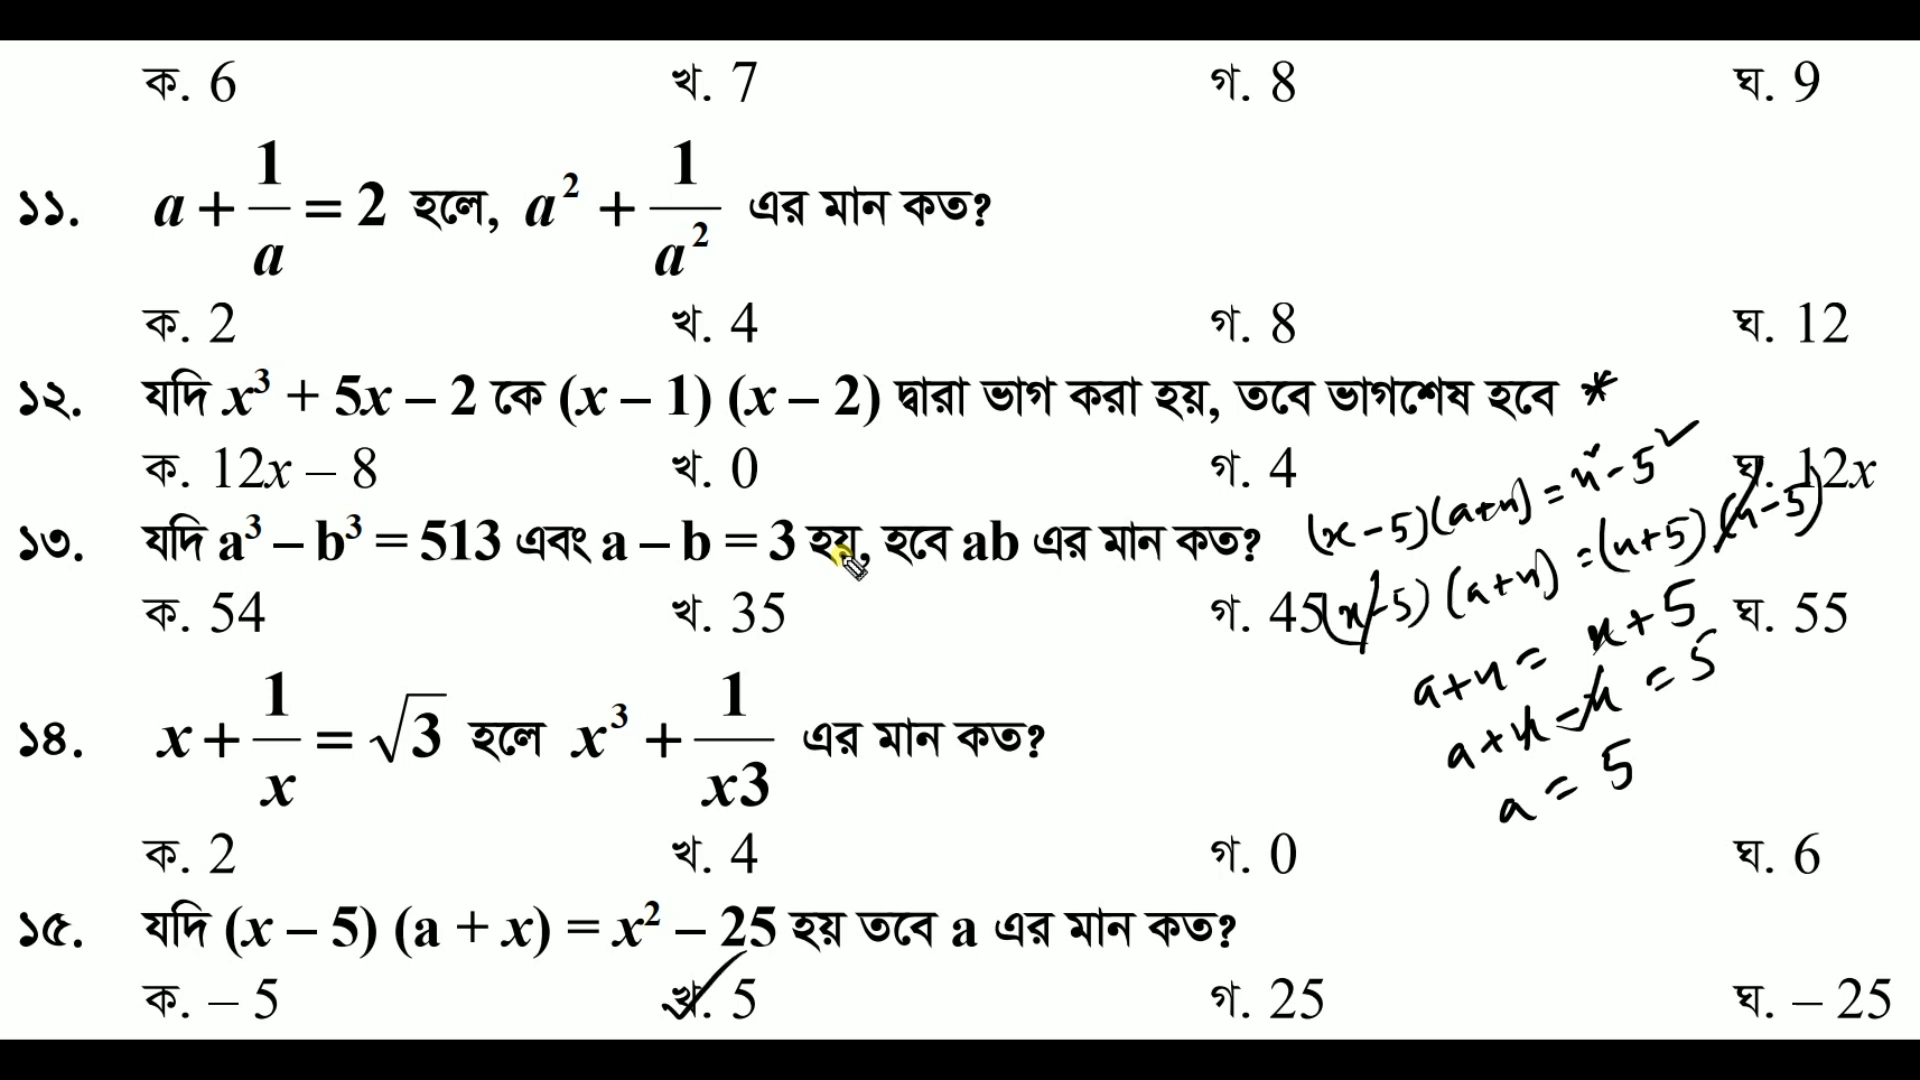 ক. 6 খ. 7 গ. 8 ঘ. 9
১১. a + 1/a = 2 হলে, a² + 1/a² এর মান কত?
ক. 2 খ. 4 গ. 8 ঘ. 12
১২. যদি x³ + 5x – 2 কে (x – 1) (x – 2) দ্বারা ভাগ করা হয়, তবে ভাগশেষ হবে *
ক. 12x – 8 খ. 0 গ. 4 ঘ. 12x
১৩. যদি a³ – b³ = 513 এবং a – b = 3 হয়, হবে ab এর মান কত?
ক. 54 খ. 35 গ. 45 ঘ. 55
১৪. x + 1/x = √3 হলে x³ + 1/x3 এর মান কত?
ক. 2 খ. 4 গ. 0 ঘ. 6
১৫. যদি (x – 5) (a + x) = x² – 25 হয় তবে a এর মান কত?
ক. – 5 খ. 5 গ. 25 ঘ. – 25
(x-5)(a+x) = x²-5²
(x-5)(a+x) = (x+5)(x-5)
a+x = x+5
a+x-x = 5
a = 5